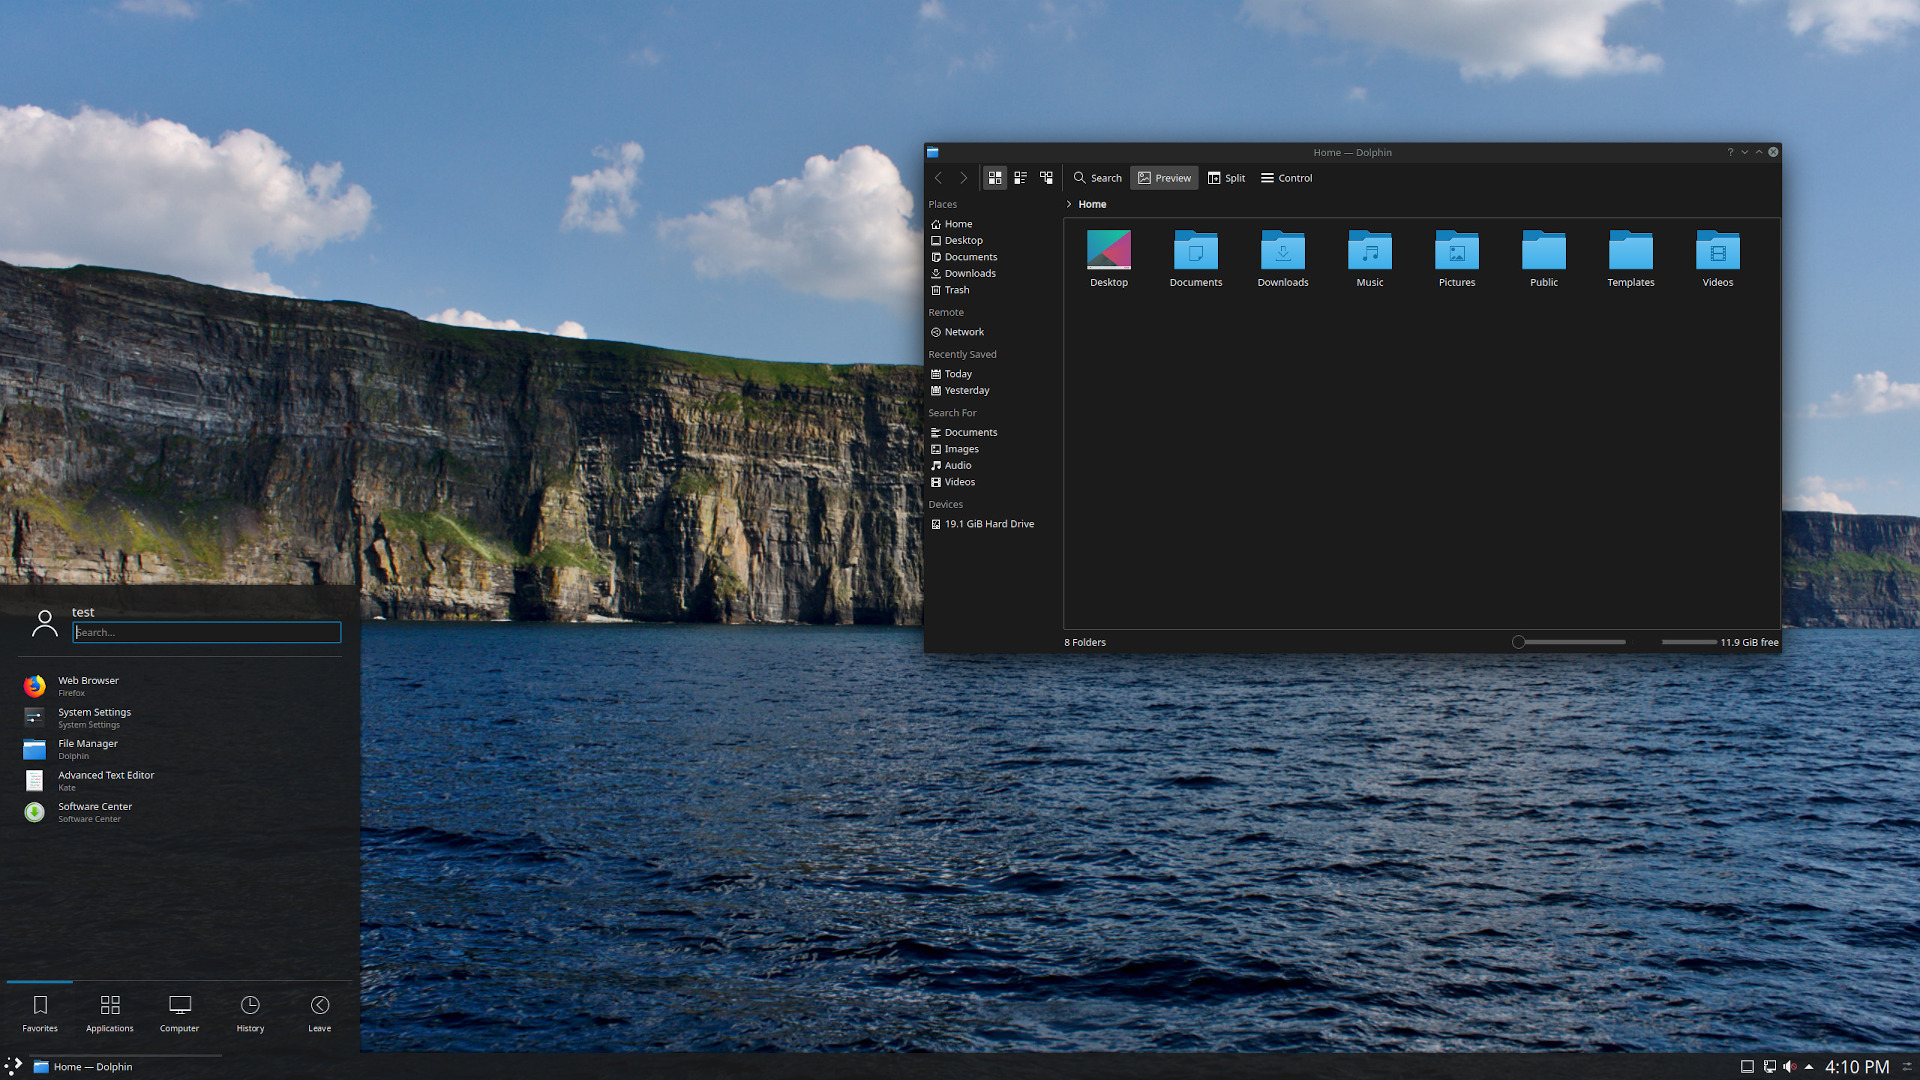 Home — Dolphin
Search
Preview
Split
Control
Places
Home
Desktop
Documents
Downloads
Trash
Remote
Network
Recently Saved
Today
Yesterday
Search For
Documents
Images
Audio
Videos
Devices
19.1 GiB Hard Drive
Home
Desktop Documents Downloads Music Pictures Public Templates Videos
8 Folders
11.9 GiB free
test
Search...
Web Browser
Firefox
System Settings
System Settings
File Manager
Dolphin
Advanced Text Editor
Kate
Software Center
Software Center
Favorites Applications Computer History Leave
Home — Dolphin
4:10 PM